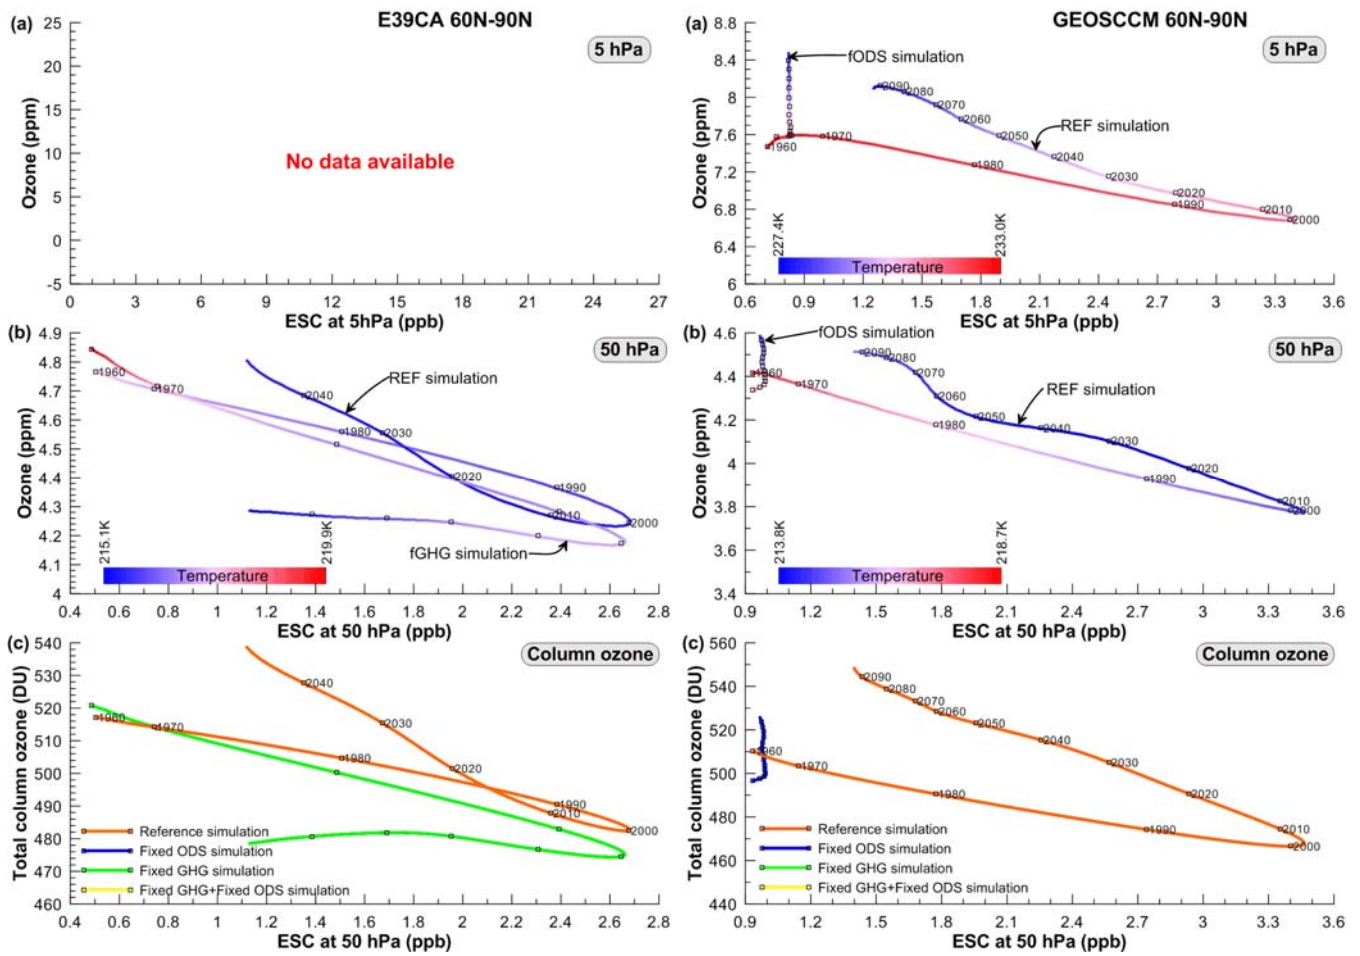 (a)
E39CA 60N-90N
5 hPa
Ozone (ppm)
25
20
15
10
5
0
-5
No data available
0 3 6 9 12 15 18 21 24 27
ESC at 5hPa (ppb)
(a)
GEOSCCM 60N-90N
5 hPa
Ozone (ppm)
8.8
8.4
8
7.6
7.2
6.8
6.4
6
fODS simulation
REF simulation
2090
2080
2070
2060
2050
2040
2030
2020
2010
2000
1990
1980
1970
1960
227.4K
233.0K
Temperature
0.6 0.9 1.2 1.5 1.8 2.1 2.4 2.7 3 3.3 3.6
ESC at 5hPa (ppb)
(b)
50 hPa
Ozone (ppm)
4.9
4.8
4.7
4.6
4.5
4.4
4.3
4.2
4.1
4
1960
1970
1980
1990
2000
2010
2020
2030
2040
REF simulation
fGHG simulation
215.1K
219.9K
Temperature
0.4 0.6 0.8 1 1.2 1.4 1.6 1.8 2 2.2 2.4 2.6 2.8
ESC at 50 hPa (ppb)
(b)
50 hPa
Ozone (ppm)
4.6
4.4
4.2
4
3.8
3.6
3.4
fODS simulation
REF simulation
2090
2080
2070
2060
2050
2040
2030
2020
2010
2000
1990
1980
1970
1960
213.8K
218.7K
Temperature
0.9 1.2 1.5 1.8 2.1 2.4 2.7 3 3.3 3.6
ESC at 50 hPa (ppb)
(c)
Column ozone
Total column ozone (DU)
540
530
520
510
500
490
480
470
460
1960
1970
1980
1990
2000
2010
2020
2030
2040
Reference simulation
Fixed ODS simulation
Fixed GHG simulation
Fixed GHG+Fixed ODS simulation
0.4 0.6 0.8 1 1.2 1.4 1.6 1.8 2 2.2 2.4 2.6 2.8
ESC at 50 hPa (ppb)
(c)
Column ozone
Total column ozone (DU)
560
540
520
500
480
460
440
2090
2080
2070
2060
2050
2040
2030
2020
2010
2000
1990
1980
1970
1960
Reference simulation
Fixed ODS simulation
Fixed GHG simulation
Fixed GHG+Fixed ODS simulation
0.9 1.2 1.5 1.8 2.1 2.4 2.7 3 3.3 3.6
ESC at 50 hPa (ppb)